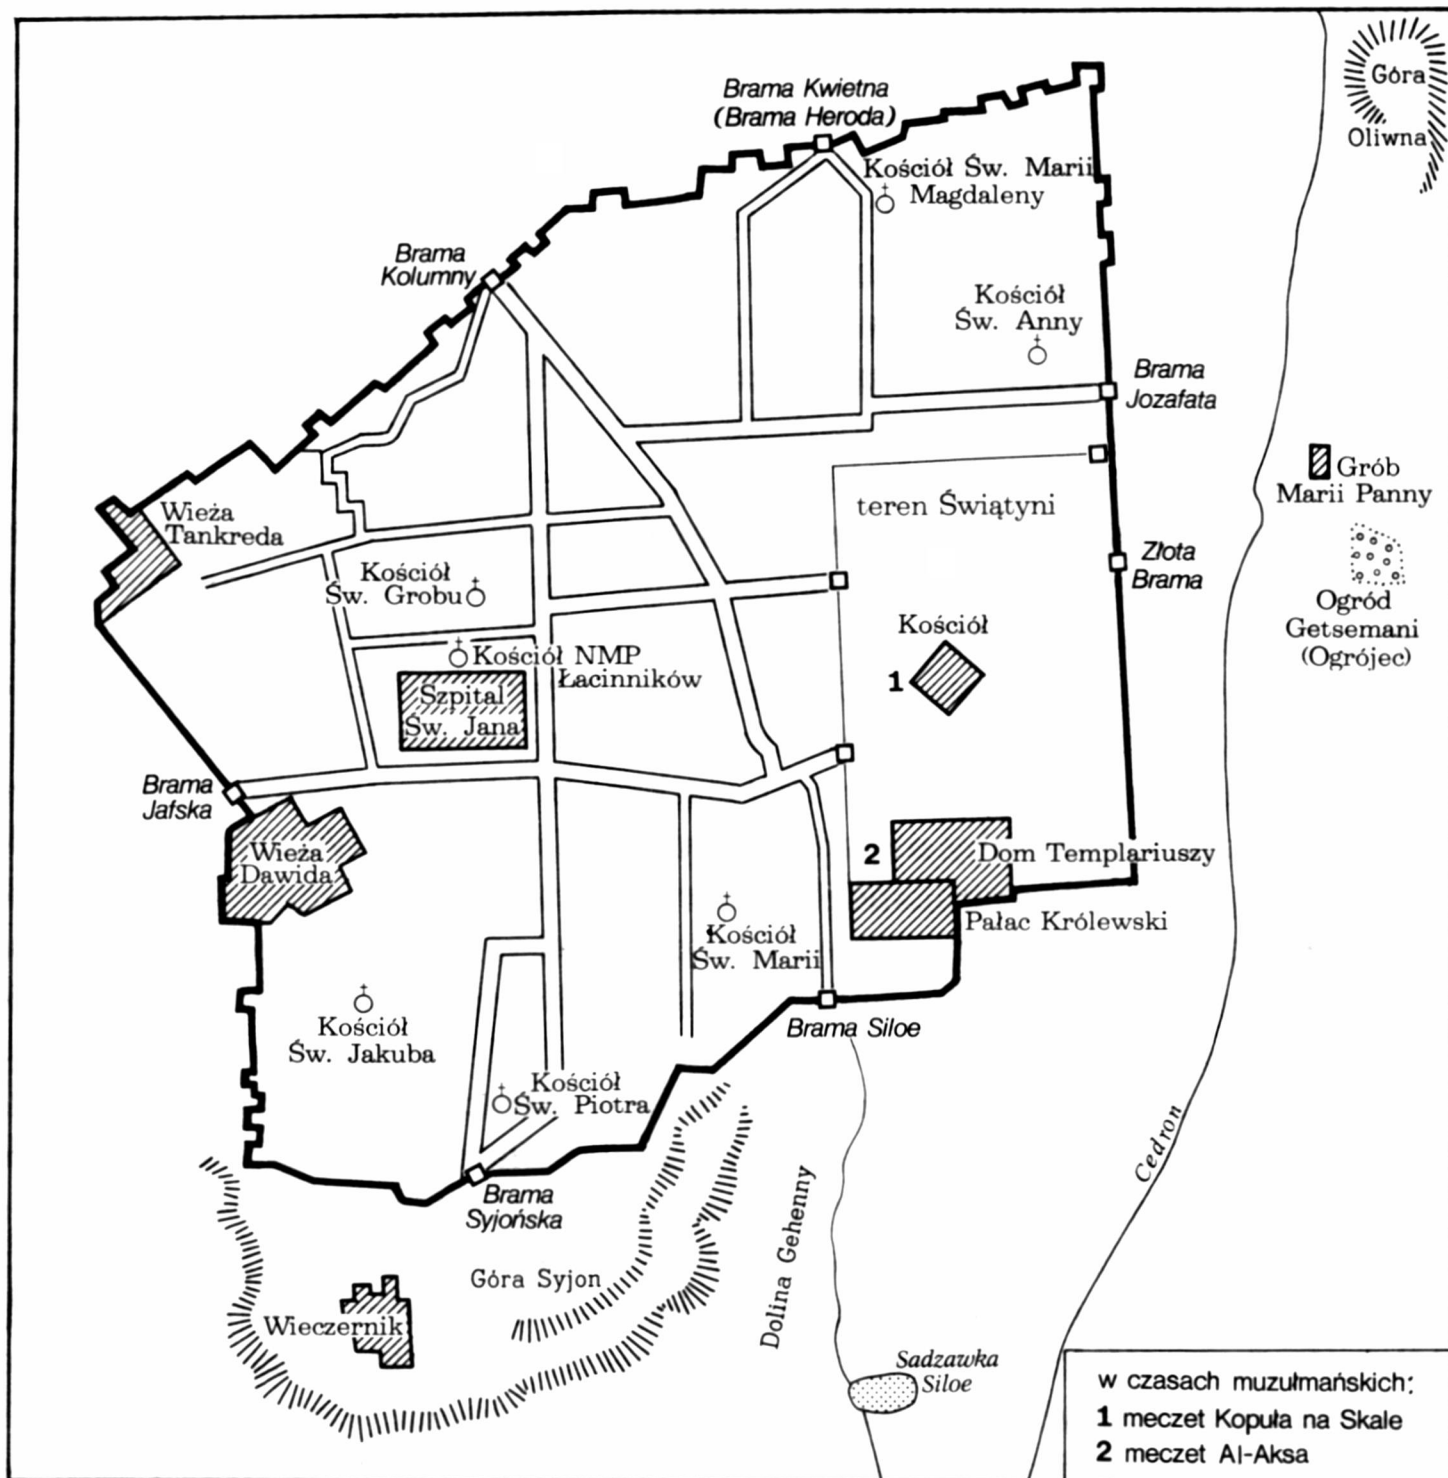 Góra
Oliwna
Brama Kwietna
(Brama Heroda)
Kościół Św. Marii
Magdaleny
Brama
Kolumny
Kościół
Św. Anny
Brama
Jozafata
Grób
Marii Panny
teren Świątyni
Wieża
Tankreda
Złota
Brama
Kościół
Św. Grobu
Ogród
Getsemani
(Ogrójec)
Kościół
1
Kościół NMP
Łacinników
Szpital
Św. Jana
Brama
Jafska
Wieża
Dawida
2
Dom Templariuszy
Pałac Królewski
Kościół
Św. Marii
Kościół
Św. Jakuba
Brama Siloe
Kościół
Św. Piotra
Cedron
Brama
Syjońska
Góra Syjon
Dolina Gehenny
Wieczernik
Sadzawka
Siloe
w czasach muzułmańskich:
1 meczet Kopuła na Skale
2 meczet Al-Aksa